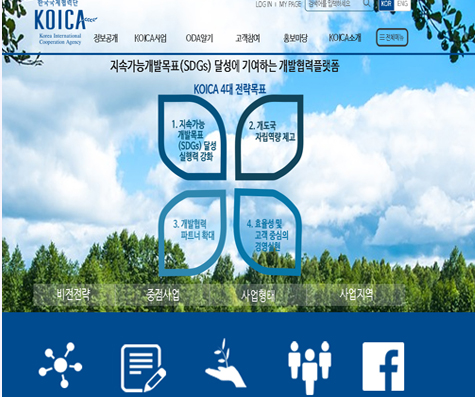 한국국제협력단
KOICA
Korea International
Cooperation Agency
LOG IN | MY PAGE
검색어를 입력하세요
KOR ENG
정보공개 KOICA사업 ODA알기 고객참여 홍보마당 KOICA소개 전체메뉴
지속가능개발목표(SDGs) 달성에 기여하는 개발협력플랫폼
KOICA 4대 전략목표
1. 지속가능
개발목표
(SDGs) 달성
실행력 강화
2. 개도국
자립역량 제고
3. 개발협력
파트너 확대
4. 효율성 및
고객 중심의
경영실현
비전전략 중점사업 사업형태 사업지역